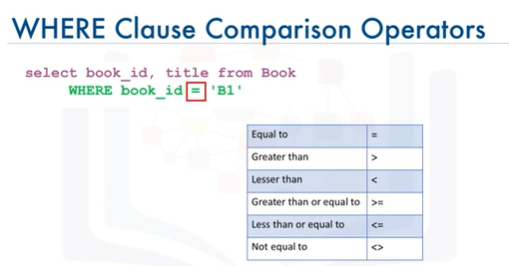 WHERE Clause Comparison Operators
select book_id, title from Book
WHERE book_id = 'B1'
Equal to =
Greater than >
Lesser than <
Greater than or equal to >=
Less than or equal to <=
Not equal to <>